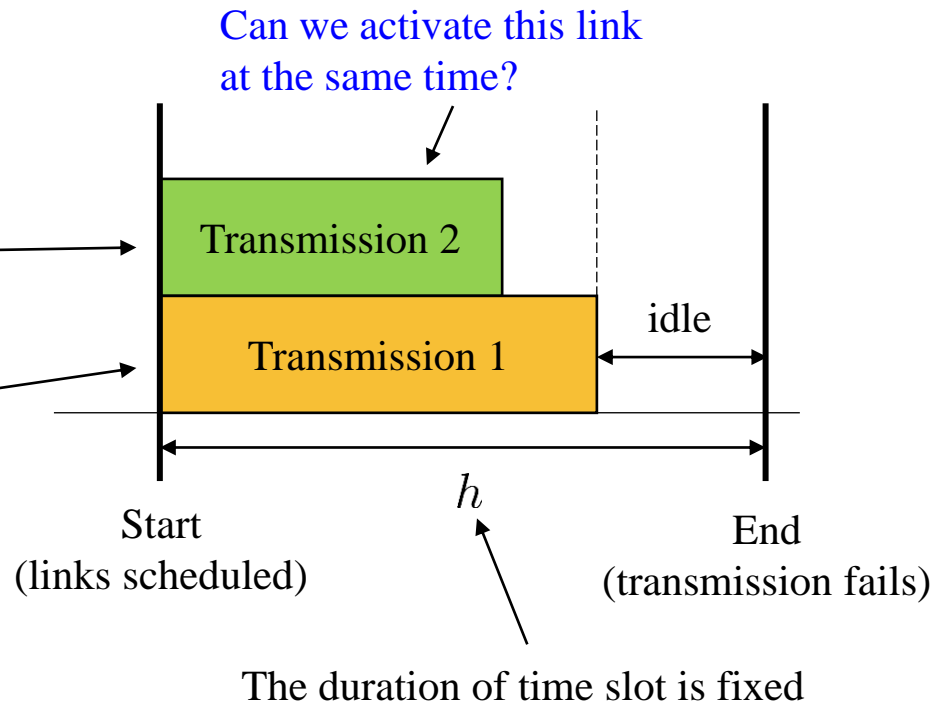 Can we activate this link
at the same time?
Transmission 2
idle
Transmission 1
h
Start
(links scheduled)
End
(transmission fails)
The duration of time slot is fixed